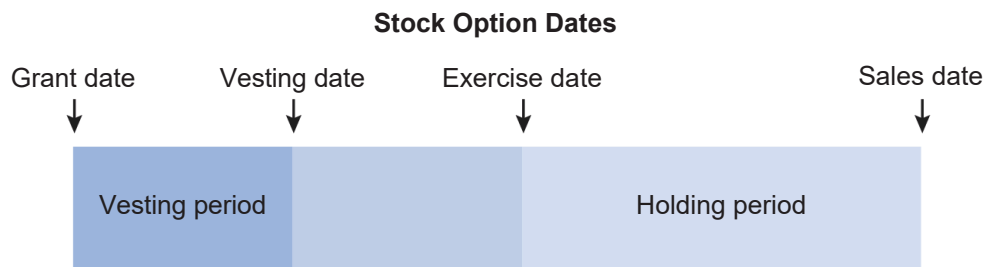 Stock Option Dates
Grant date Vesting date Exercise date Sales date
Vesting period Holding period